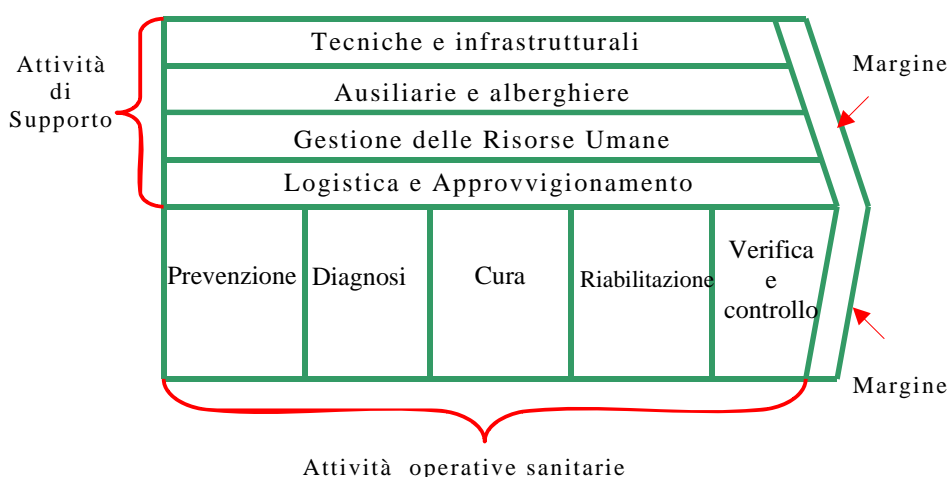 Attività
di
Supporto
Tecniche e infrastrutturali
Ausiliarie e alberghiere
Gestione delle Risorse Umane
Logistica e Approvvigionamento
Margine
Prevenzione
Diagnosi
Cura
Riabilitazione
Verifica
e
controllo
Margine
Attività operative sanitarie